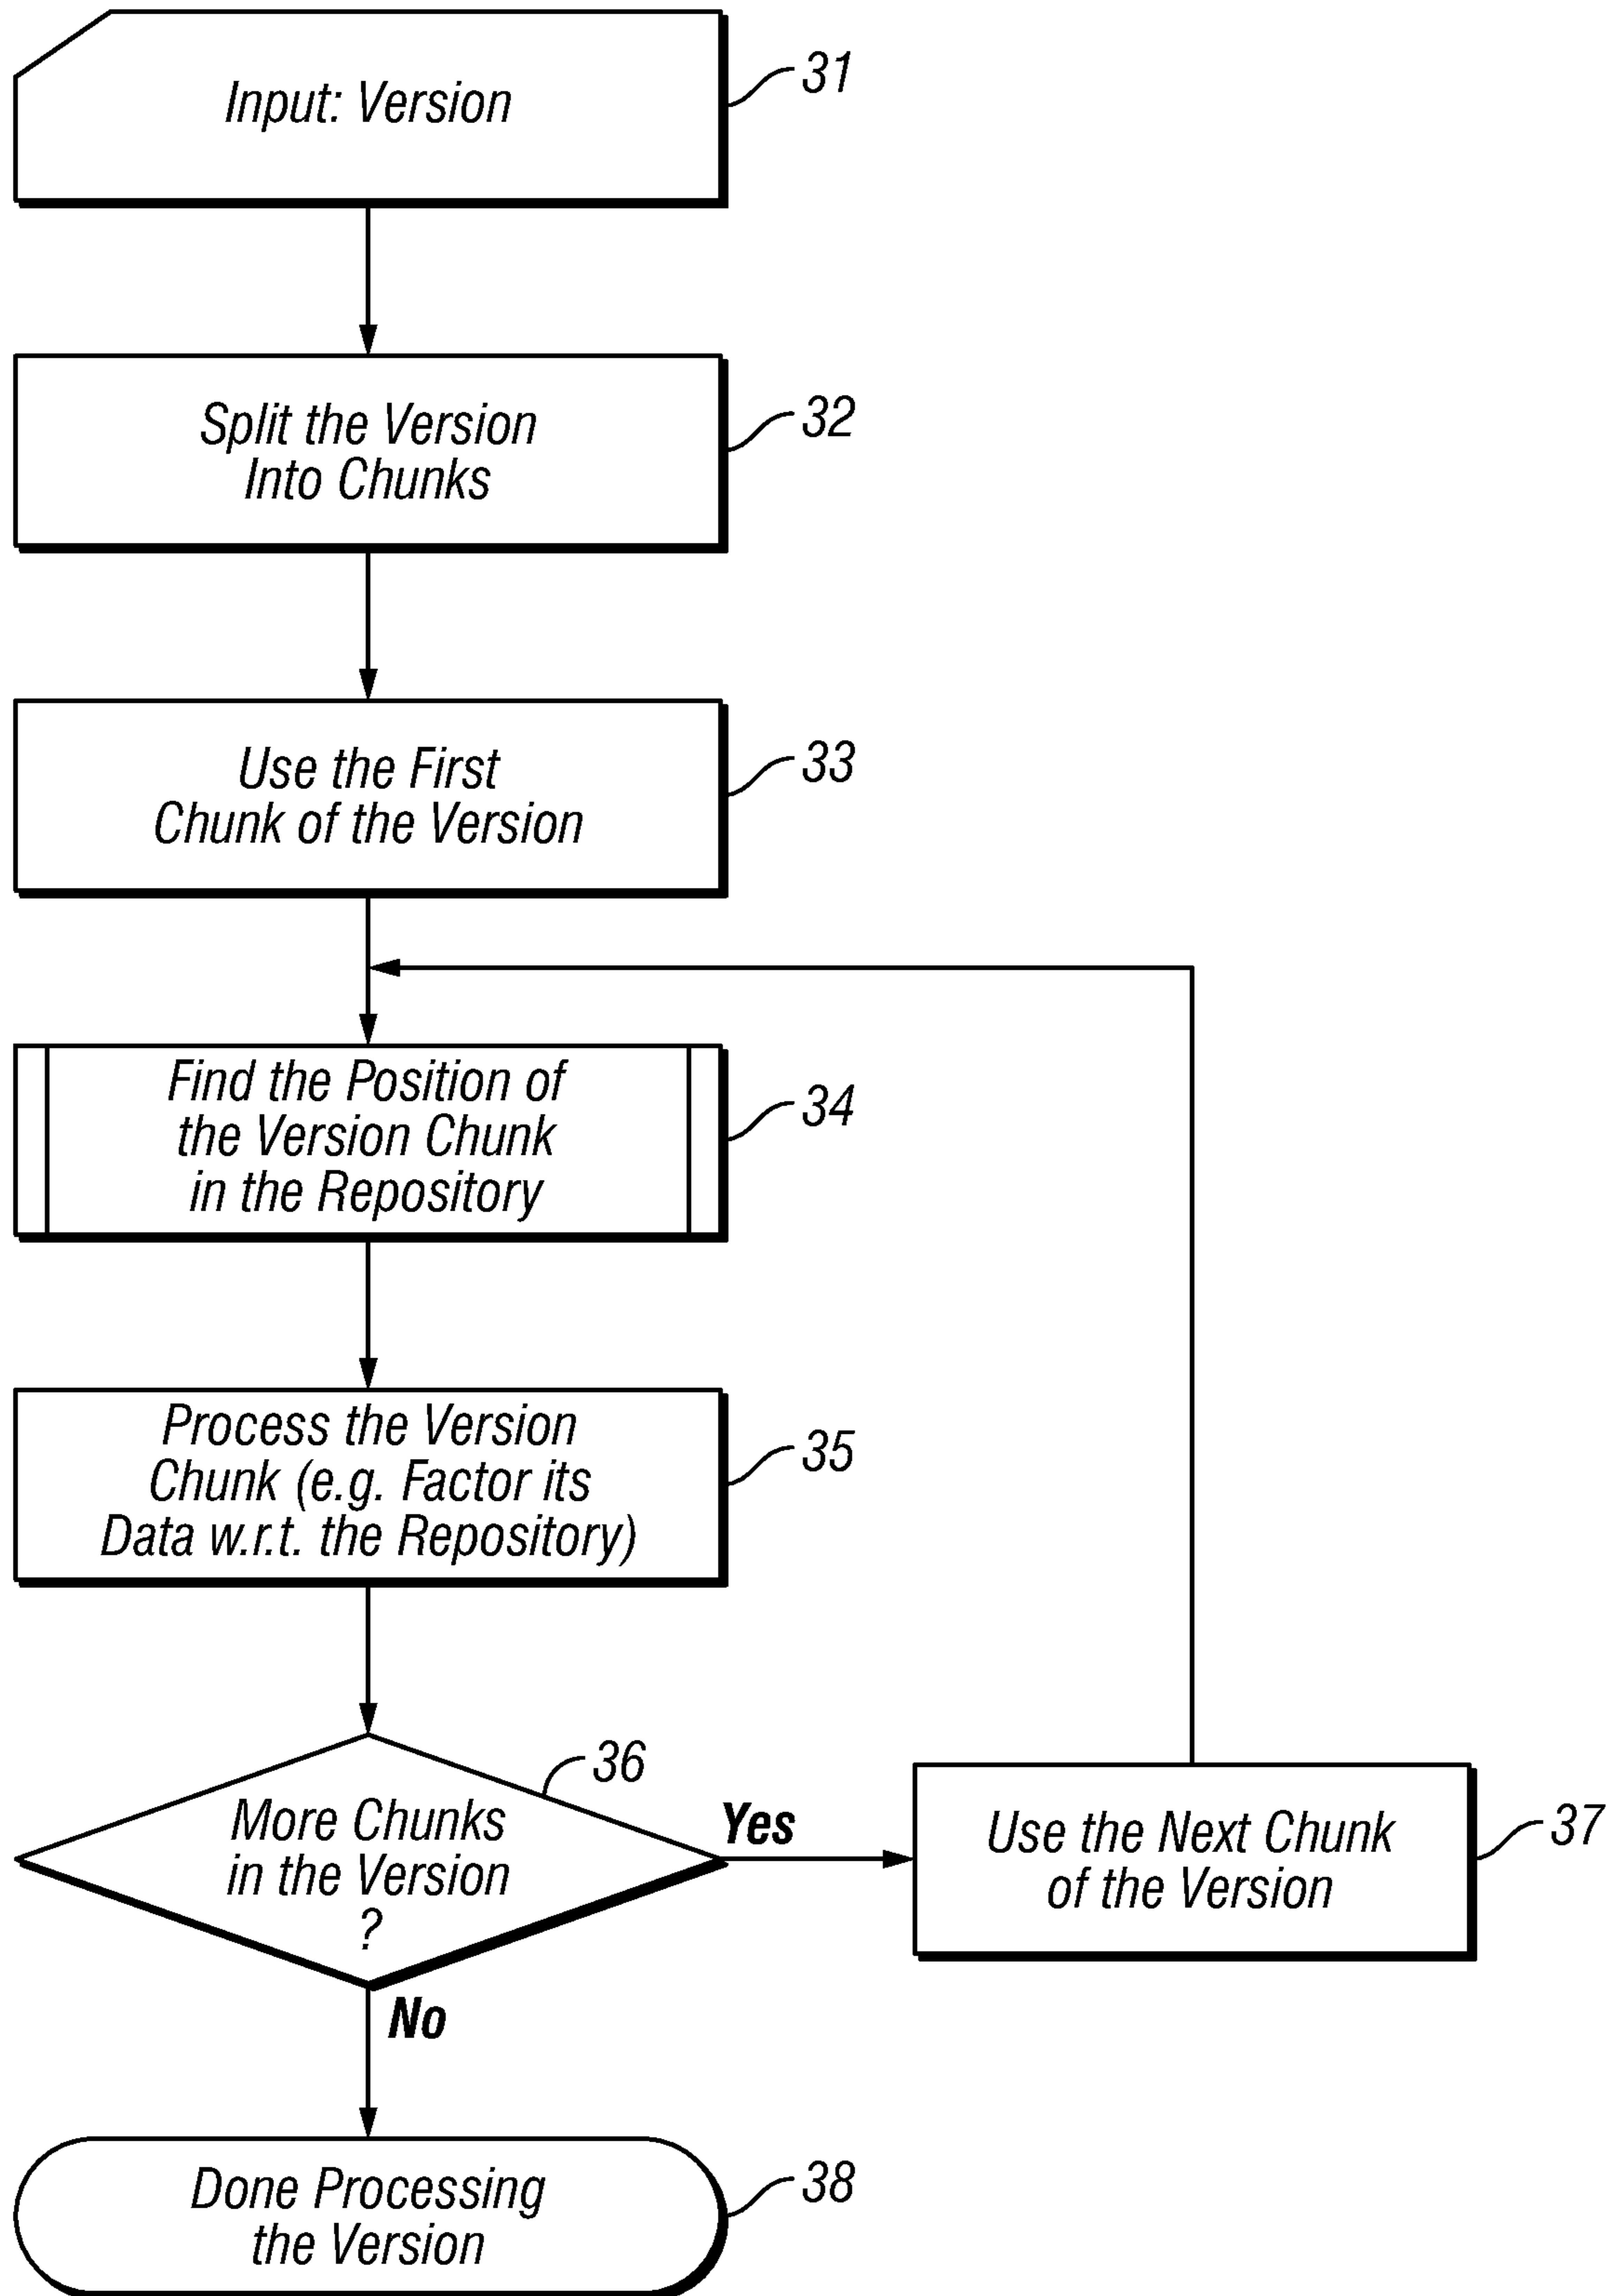 Input: Version
31
Split the Version
Into Chunks
32
Use the First
Chunk of the Version
33
Find the Position of
the Version Chunk
in the Repository
34
Process the Version
Chunk (e.g. Factor its
Data w.r.t. the Repository)
35
36
More Chunks
in the Version
?
Yes
Use the Next Chunk
of the Version
37
No
Done Processing
the Version
38